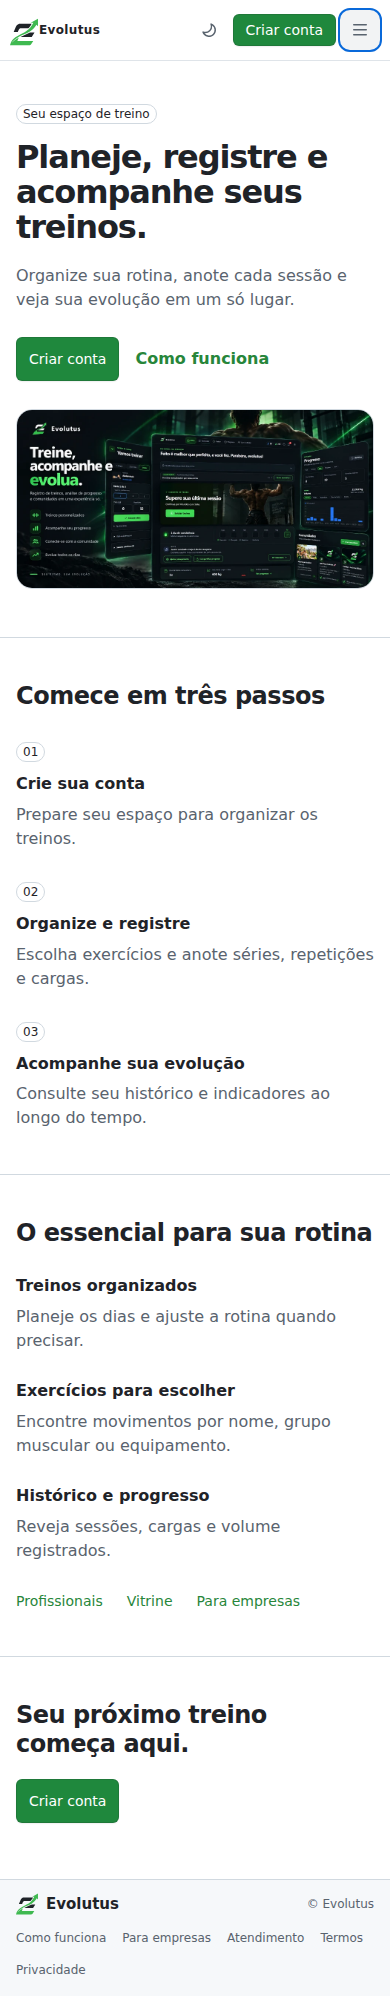 Evolutus
Criar conta
Seu espaço de treino
Planeje, registre e
acompanhe seus
treinos.
Organize sua rotina, anote cada sessão e
veja sua evolução em um só lugar.
Criar conta
Como funciona
Evolutus
Treine,
acompanhe e
evolua.
Comece em três passos
01
Crie sua conta
Prepare seu espaço para organizar os
treinos.
02
Organize e registre
Escolha exercícios e anote séries, repetições
e cargas.
03
Acompanhe sua evolução
Consulte seu histórico e indicadores ao
longo do tempo.
O essencial para sua rotina
Treinos organizados
Planeje os dias e ajuste a rotina quando
precisar.
Exercícios para escolher
Encontre movimentos por nome, grupo
muscular ou equipamento.
Histórico e progresso
Reveja sessões, cargas e volume
registrados.
Profissionais Vitrine Para empresas
Seu próximo treino
começa aqui.
Criar conta
Evolutus
© Evolutus
Como funciona Para empresas Atendimento Termos
Privacidade